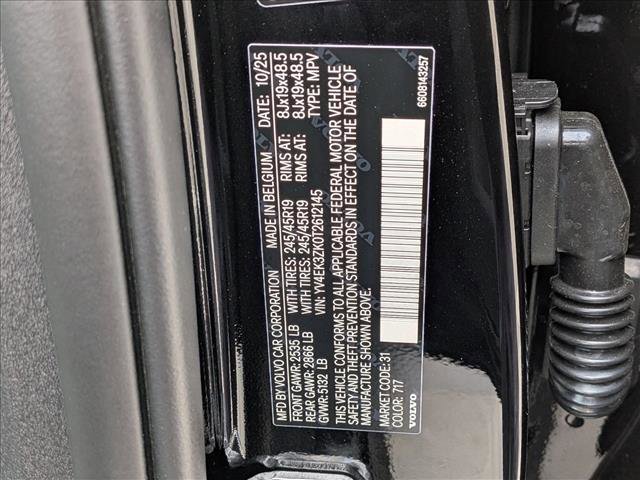 MFD BY VOLVO CAR CORPORATION MADE IN BELGIUM DATE: 10/25
FRONT GAWR: 2535 LB WITH TIRES: 245/45R19 RIMS AT: 8Jx19x48.5
REAR GAWR: 2866 LB WITH TIRES: 245/45R19 RIMS AT: 8Jx19x48.5
GVWR: 5132 LB VIN: YV4EK3ZK0T2612145 TYPE: MPV
THIS VEHICLE CONFORMS TO ALL APPLICABLE FEDERAL MOTOR VEHICLE
SAFETY AND THEFT PREVENTION STANDARDS IN EFFECT ON THE DATE OF
MANUFACTURE SHOWN ABOVE.
MARKET CODE: 31
COLOR: 717
VOLVO 6608143257